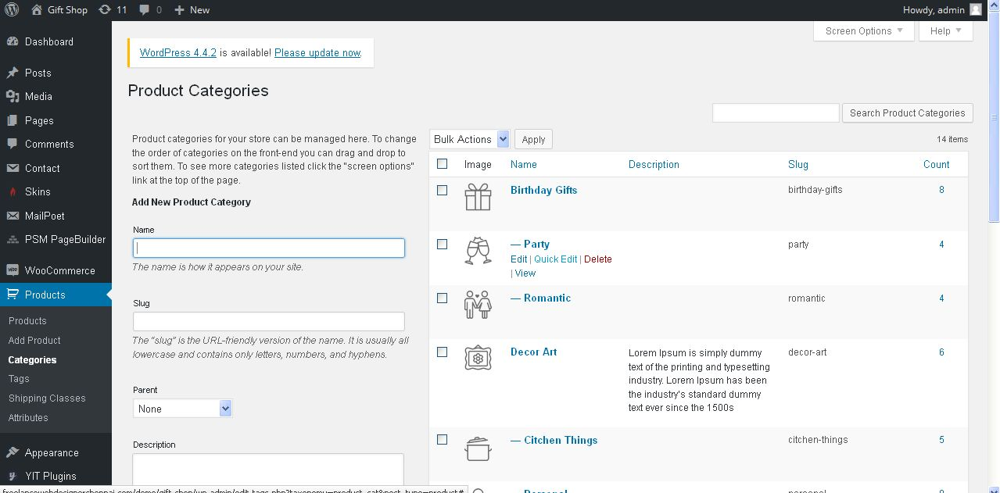 Gift Shop 11 0 New Howdy, admin
Screen Options Help
Dashboard
Posts
Media
Pages
Comments
Contact
Skins
MailPoet
PSM PageBuilder
WooCommerce
Products
Products
Add Product
Categories
Tags
Shipping Classes
Attributes
Appearance
YIT Plugins
WordPress 4.4.2 is available! Please update now.
Product Categories
Search Product Categories
Product categories for your store can be managed here. To change
the order of categories on the front-end you can drag and drop to
sort them. To see more categories listed click the "screen options"
link at the top of the page.
Add New Product Category
Name
The name is how it appears on your site.
Slug
The "slug" is the URL-friendly version of the name. It is usually all
lowercase and contains only letters, numbers, and hyphens.
Parent
None
Description
Bulk Actions Apply 14 items
Image Name Description Slug Count
Birthday Gifts birthday-gifts 8
— Party party 4
Edit | Quick Edit | Delete
| View
— Romantic romantic 4
Decor Art decor-art 6
Lorem Ipsum is simply dummy
text of the printing and typesetting
industry. Lorem Ipsum has been
the industry's standard dummy
text ever since the 1500s
— Citchen Things citchen-things 5